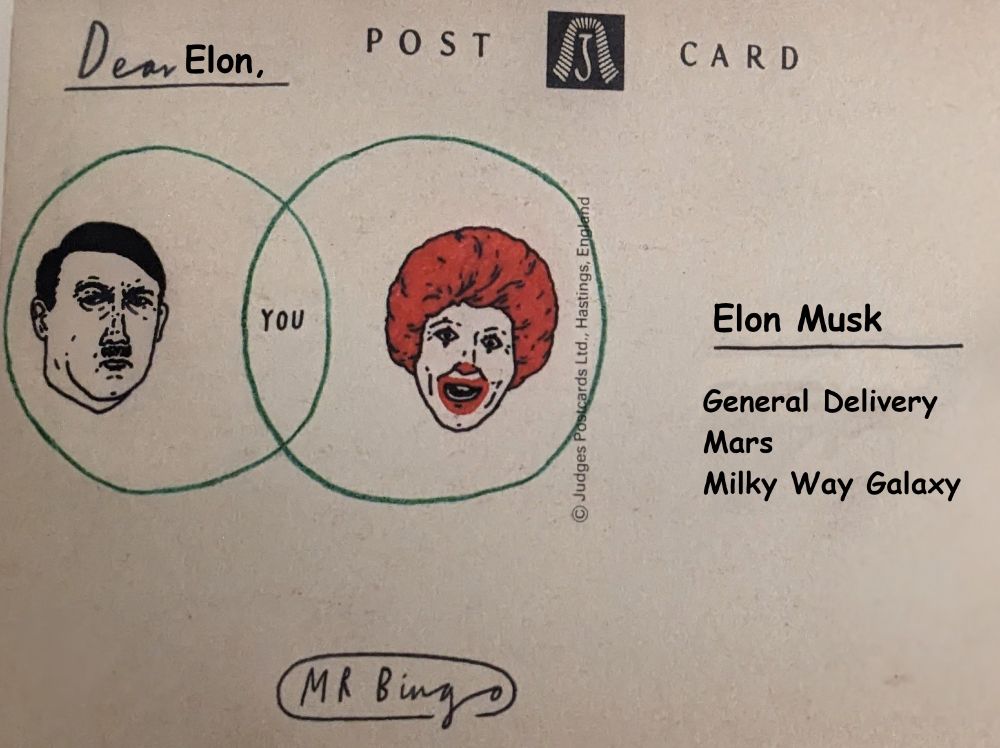 Dear Elon,
POST J CARD
YOU
© Judges Postcards Ltd., Hastings, England
Elon Musk
General Delivery
Mars
Milky Way Galaxy
MR Bingo